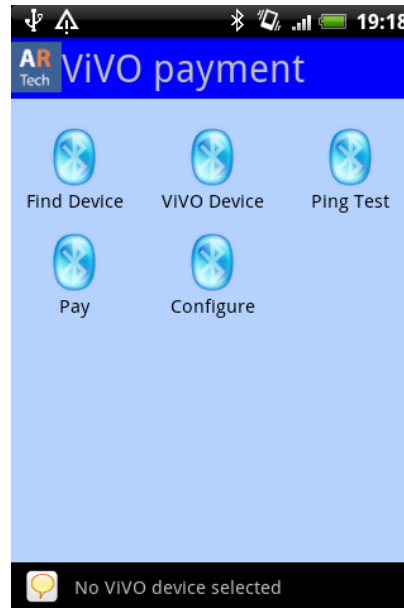 19:18
AR
Tech
ViVO payment
Find Device
ViVO Device
Ping Test
Pay
Configure
No ViVO device selected